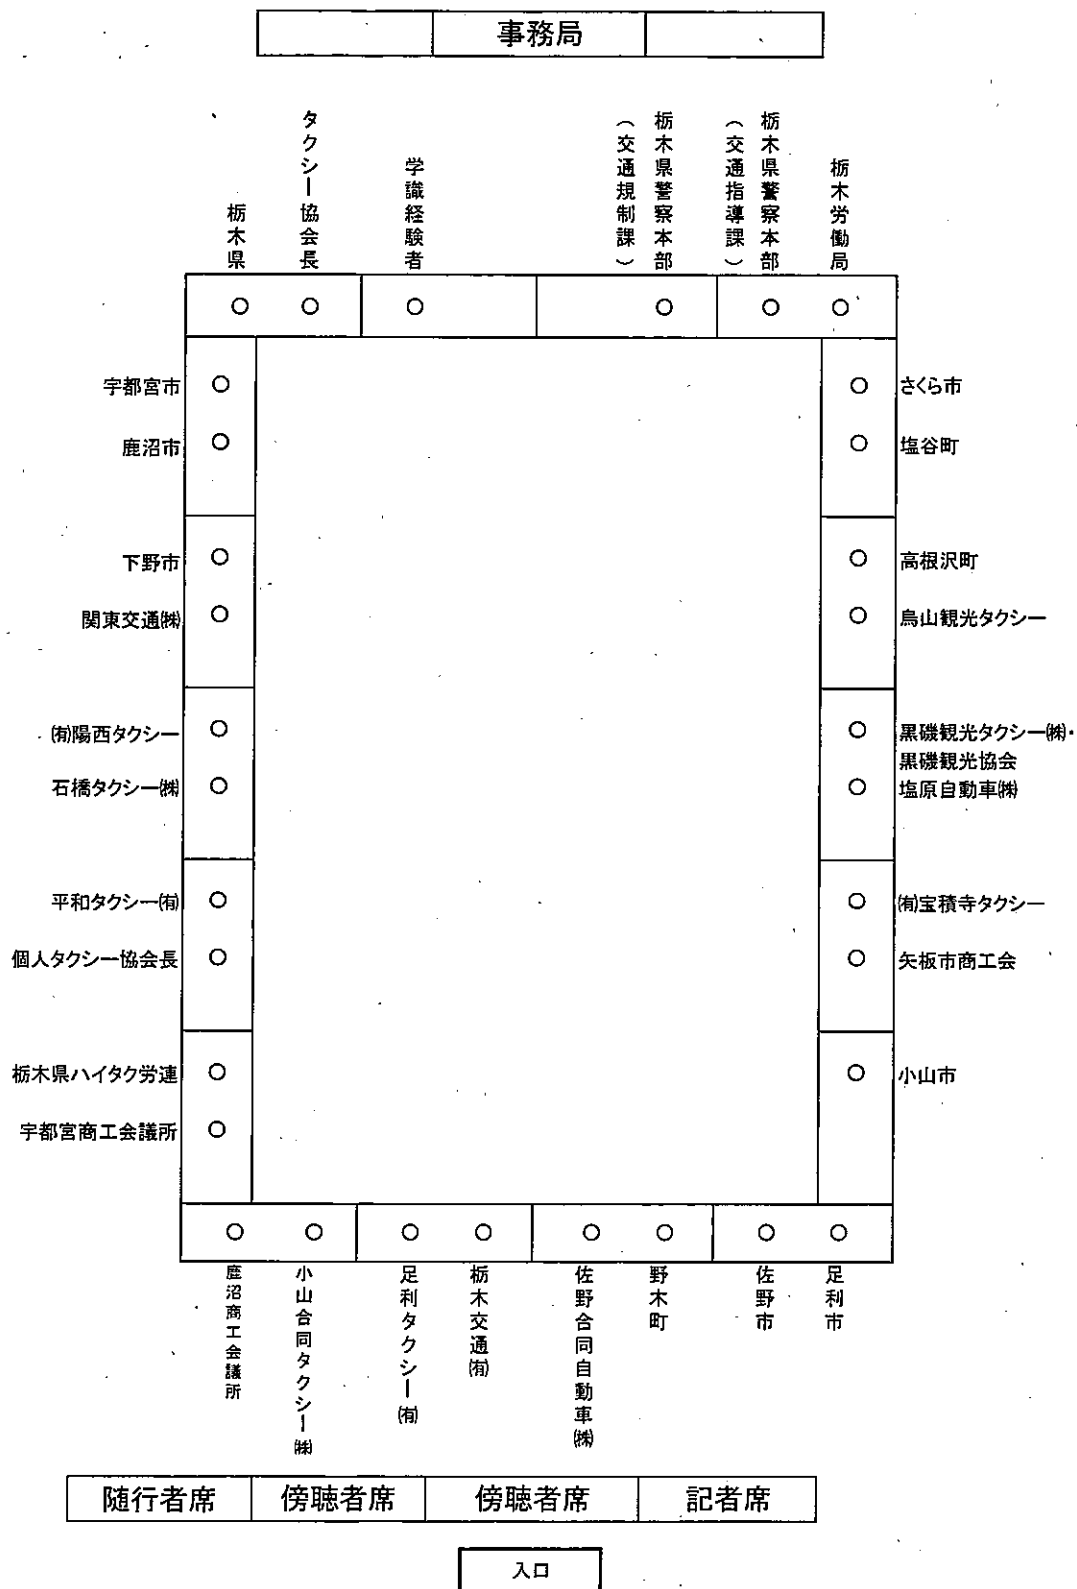 事務局
栃木県
タクシー協会長
学識経験者
栃木県警察本部
（交通規制課）
栃木県警察本部
（交通指導課）
栃木労働局
宇都宮市
鹿沼市
下野市
関東交通㈱
㈲陽西タクシー
石橋タクシー㈱
平和タクシー㈲
個人タクシー協会長
栃木県ハイタク労連
宇都宮商工会議所
さくら市
塩谷町
高根沢町
烏山観光タクシー
黒磯観光タクシー㈱・
黒磯観光協会
塩原自動車㈱
㈲宝積寺タクシー
矢板市商工会
小山市
鹿沼商工会議所
小山合同タクシー㈱
足利タクシー㈲
栃木交通㈲
佐野合同自動車㈱
野木町
佐野市
足利市
随行者席
傍聴者席
傍聴者席
記者席
入口